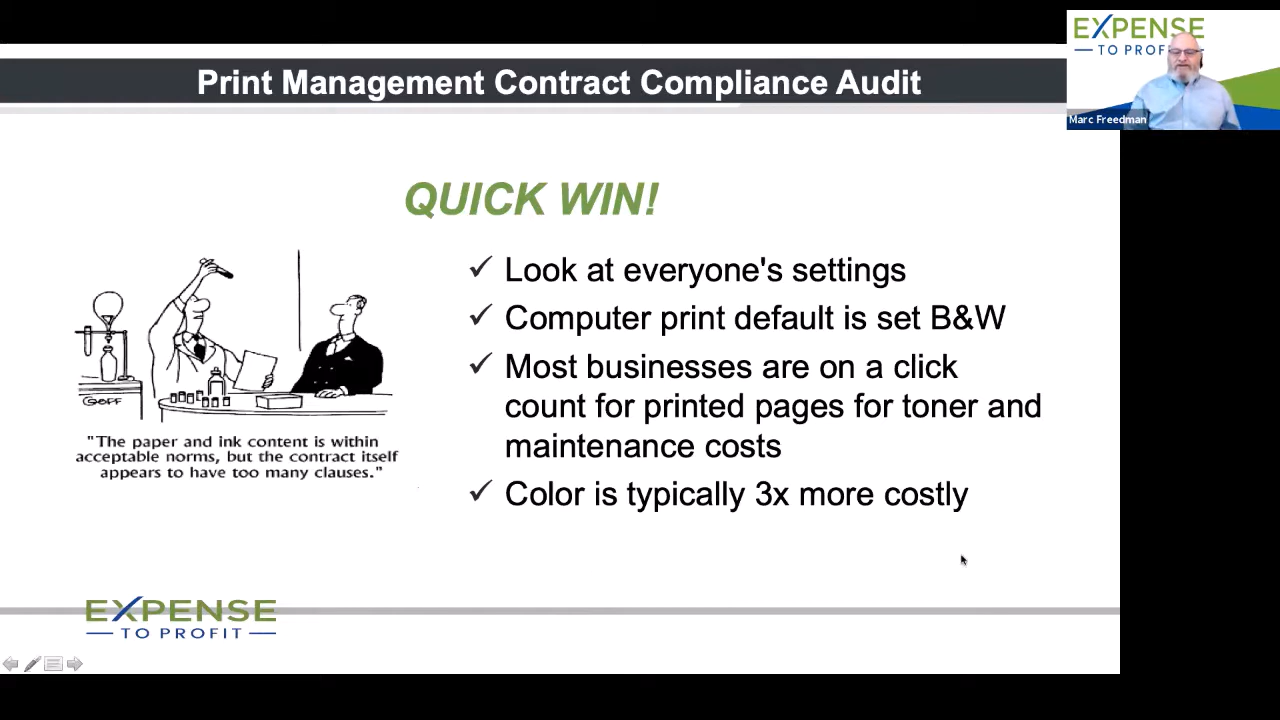 Print Management Contract Compliance Audit
EXPENSE
TO PROF
Marc Freedman
QUICK WIN!
✓ Look at everyone's settings
✓ Computer print default is set B&W
✓ Most businesses are on a click
count for printed pages for toner and
maintenance costs
✓ Color is typically 3x more costly
GOFF
"The paper and ink content is within
acceptable norms, but the contract itself
appears to have too many clauses."
EXPENSE
TO PROFIT